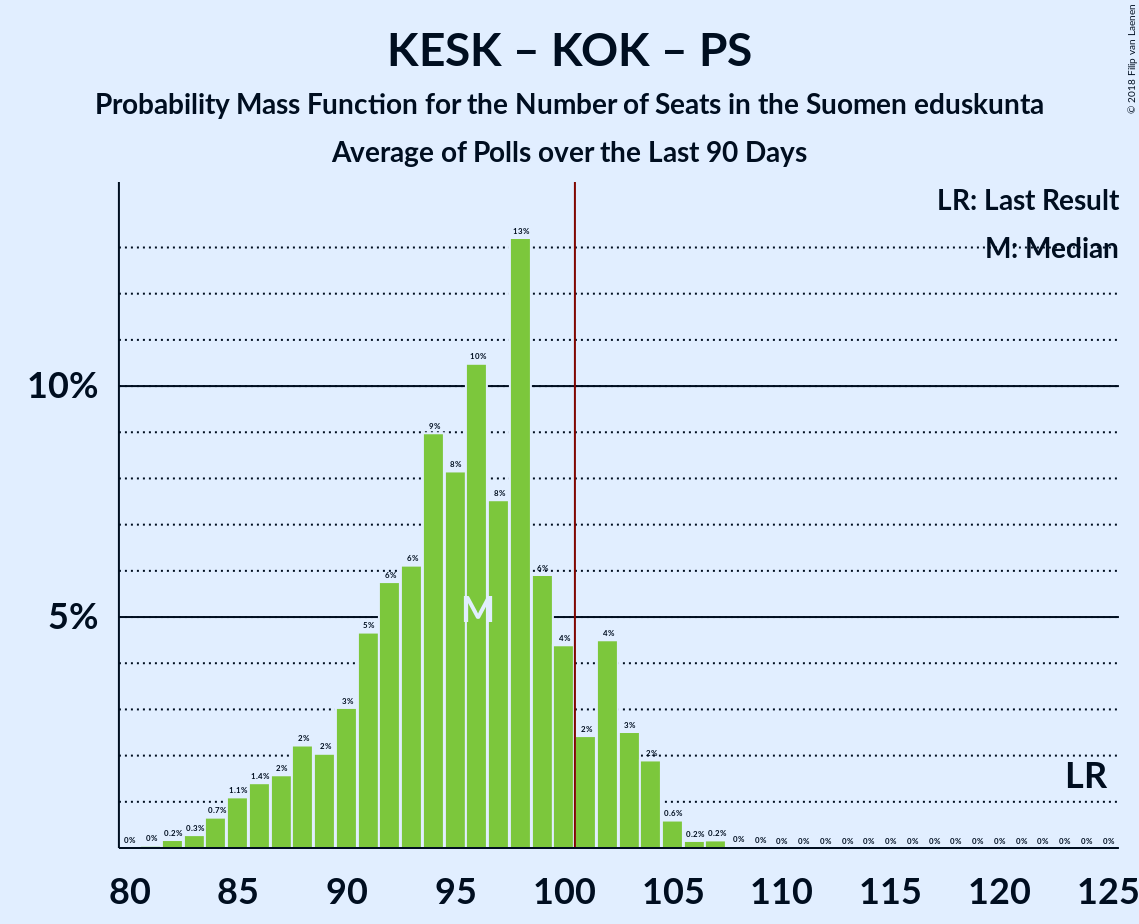 KESK – KOK – PS
Probability Mass Function for the Number of Seats in the Suomen eduskunta
Average of Polls over the Last 90 Days
© 2018 Filip van Laenen
LR: Last Result
M: Median
10%
5%
0% 0% 0.2% 0.3% 0.7% 1.1% 1.4% 2% 2% 2% 3% 5% 6% 6% 9% 8% 10% 8% 13% 6% 4% 2% 4% 3% 2% 0.6% 0.2% 0.2% 0% 0% 0% 0% 0% 0% 0% 0% 0% 0% 0% 0% 0% 0% 0% 0% 0% 0%
M
LR
80 85 90 95 100 105 110 115 120 125